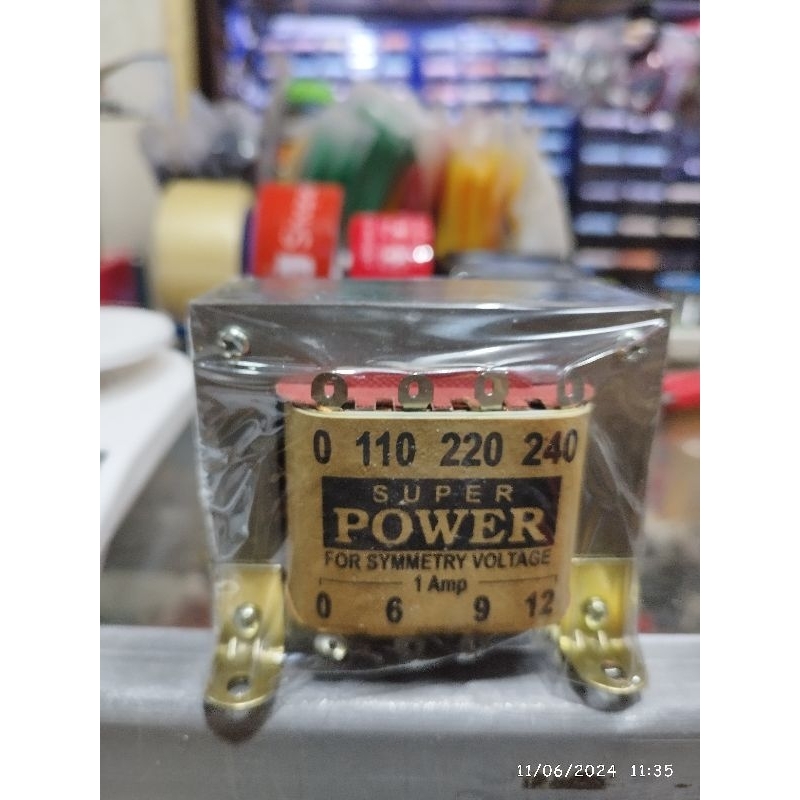 0 110 220 240
SUPER
POWER
FOR SYMMETRY VOLTAGE
1 Amp
0 6 9 12
11/06/2024 11:35